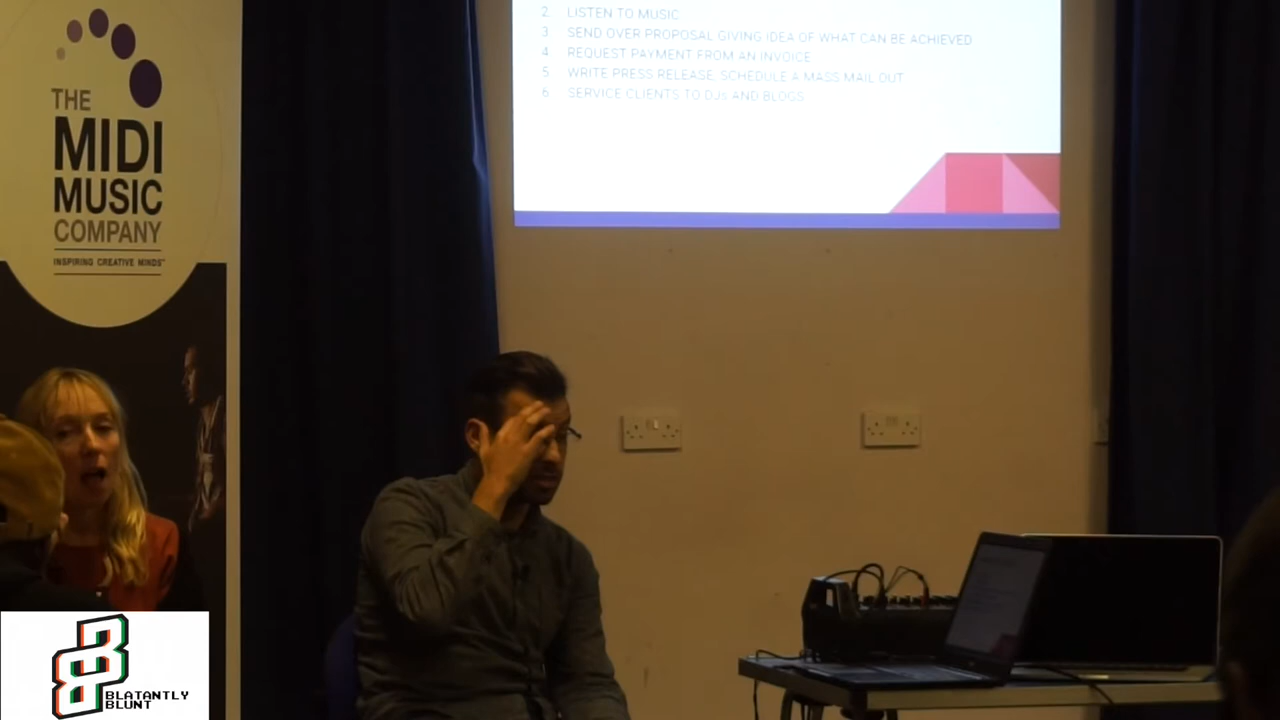 2. LISTEN TO MUSIC
3 SEND OVER PROPOSAL GIVING IDEA OF WHAT CAN BE ACHIEVED
4 REQUEST PAYMENT FROM AN INVOICE
5 WRITE PRESS RELEASE, SCHEDULE A MASS MAIL OUT
6 SERVICE CLIENTS TO DJs AND BLOGS
THE
MIDI
MUSIC
COMPANY
INSPIRING CREATIVE MINDS™
BLATANTLY
BLUNT